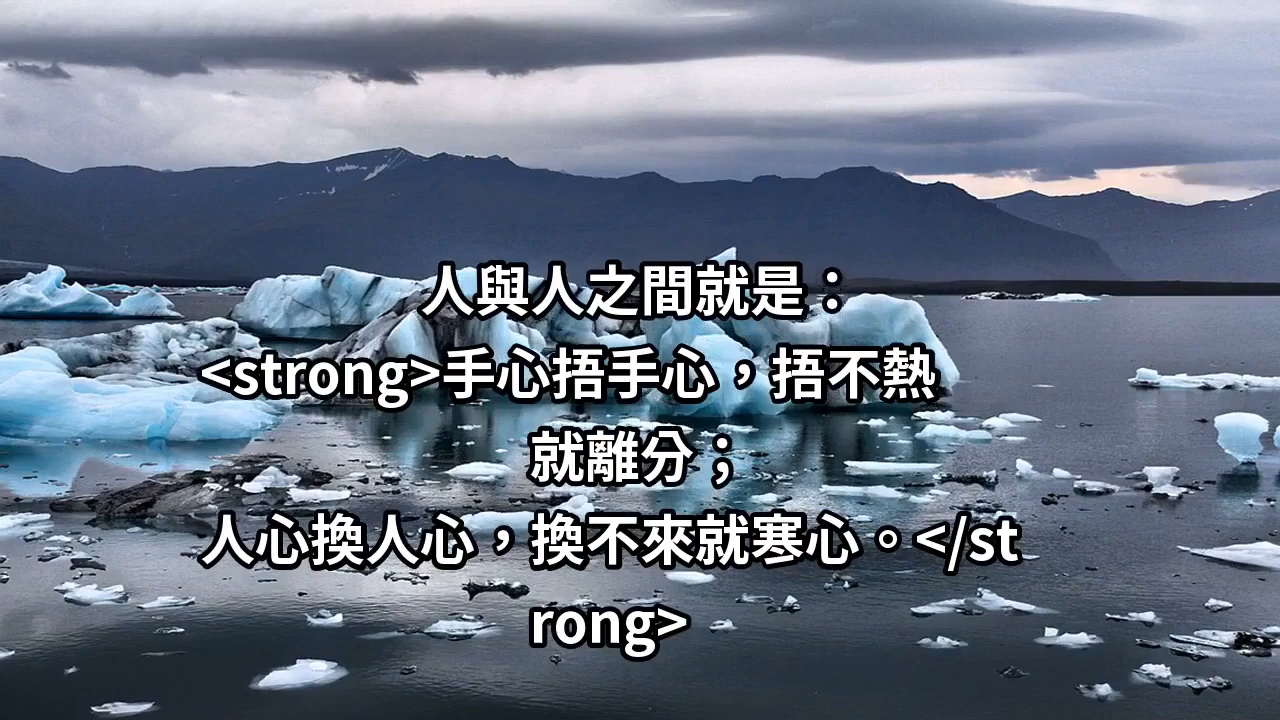 人與人之間就是：
<strong>手心捂手心，捂不熱
就離分；
人心換人心，換不來就寒心。</st
rong>